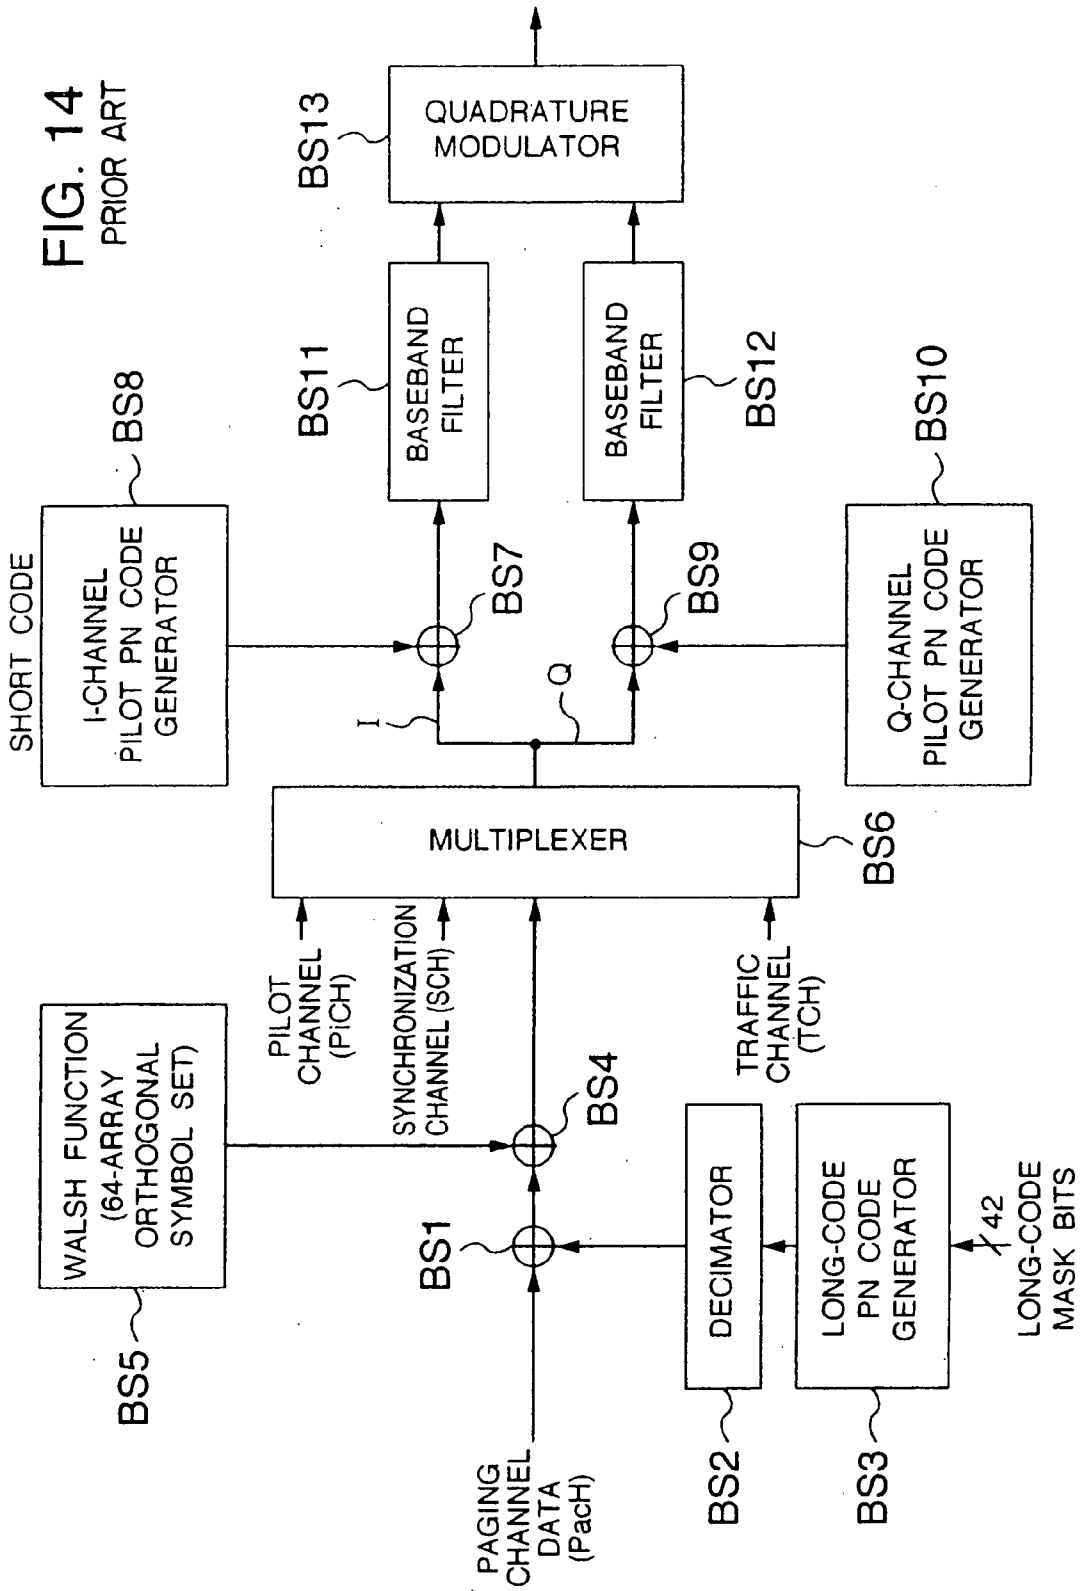 FIG. 14
PRIOR ART
SHORT CODE
WALSH FUNCTION
(64-ARRAY
ORTHOGONAL
SYMBOL SET)
BS5
I-CHANNEL
PILOT PN CODE
GENERATOR
BS8
PILOT
CHANNEL
(PiCH)
SYNCHRONIZATION
CHANNEL (SCH)
PAGING
CHANNEL
DATA
(PacH)
BS1
BS4
TRAFFIC
CHANNEL
(TCH)
MULTIPLEXER
BS6
I
Q
BS7
BS9
BASEBAND
FILTER
BS11
BASEBAND
FILTER
BS12
QUADRATURE
MODULATOR
BS13
DECIMATOR
BS2
LONG-CODE
PN CODE
GENERATOR
BS3
42
LONG-CODE
MASK BITS
Q-CHANNEL
PILOT PN CODE
GENERATOR
BS10